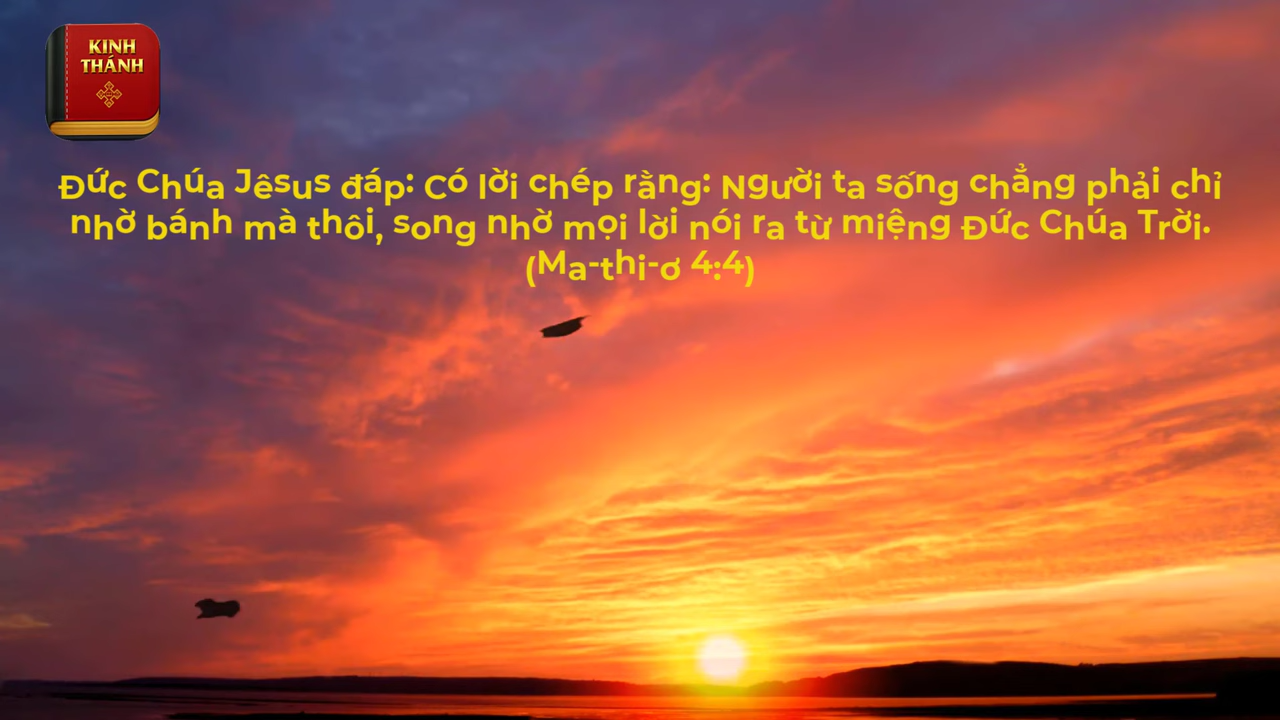 KINH
THÁNH
Đức Chúa Jêsus đáp: Có lời chép rằng: Người ta sống chẳng phải chỉ
nhờ bánh mà thôi, song nhờ mọi lời nói ra từ miệng Đức Chúa Trời.
(Ma-thi-ơ 4:4)